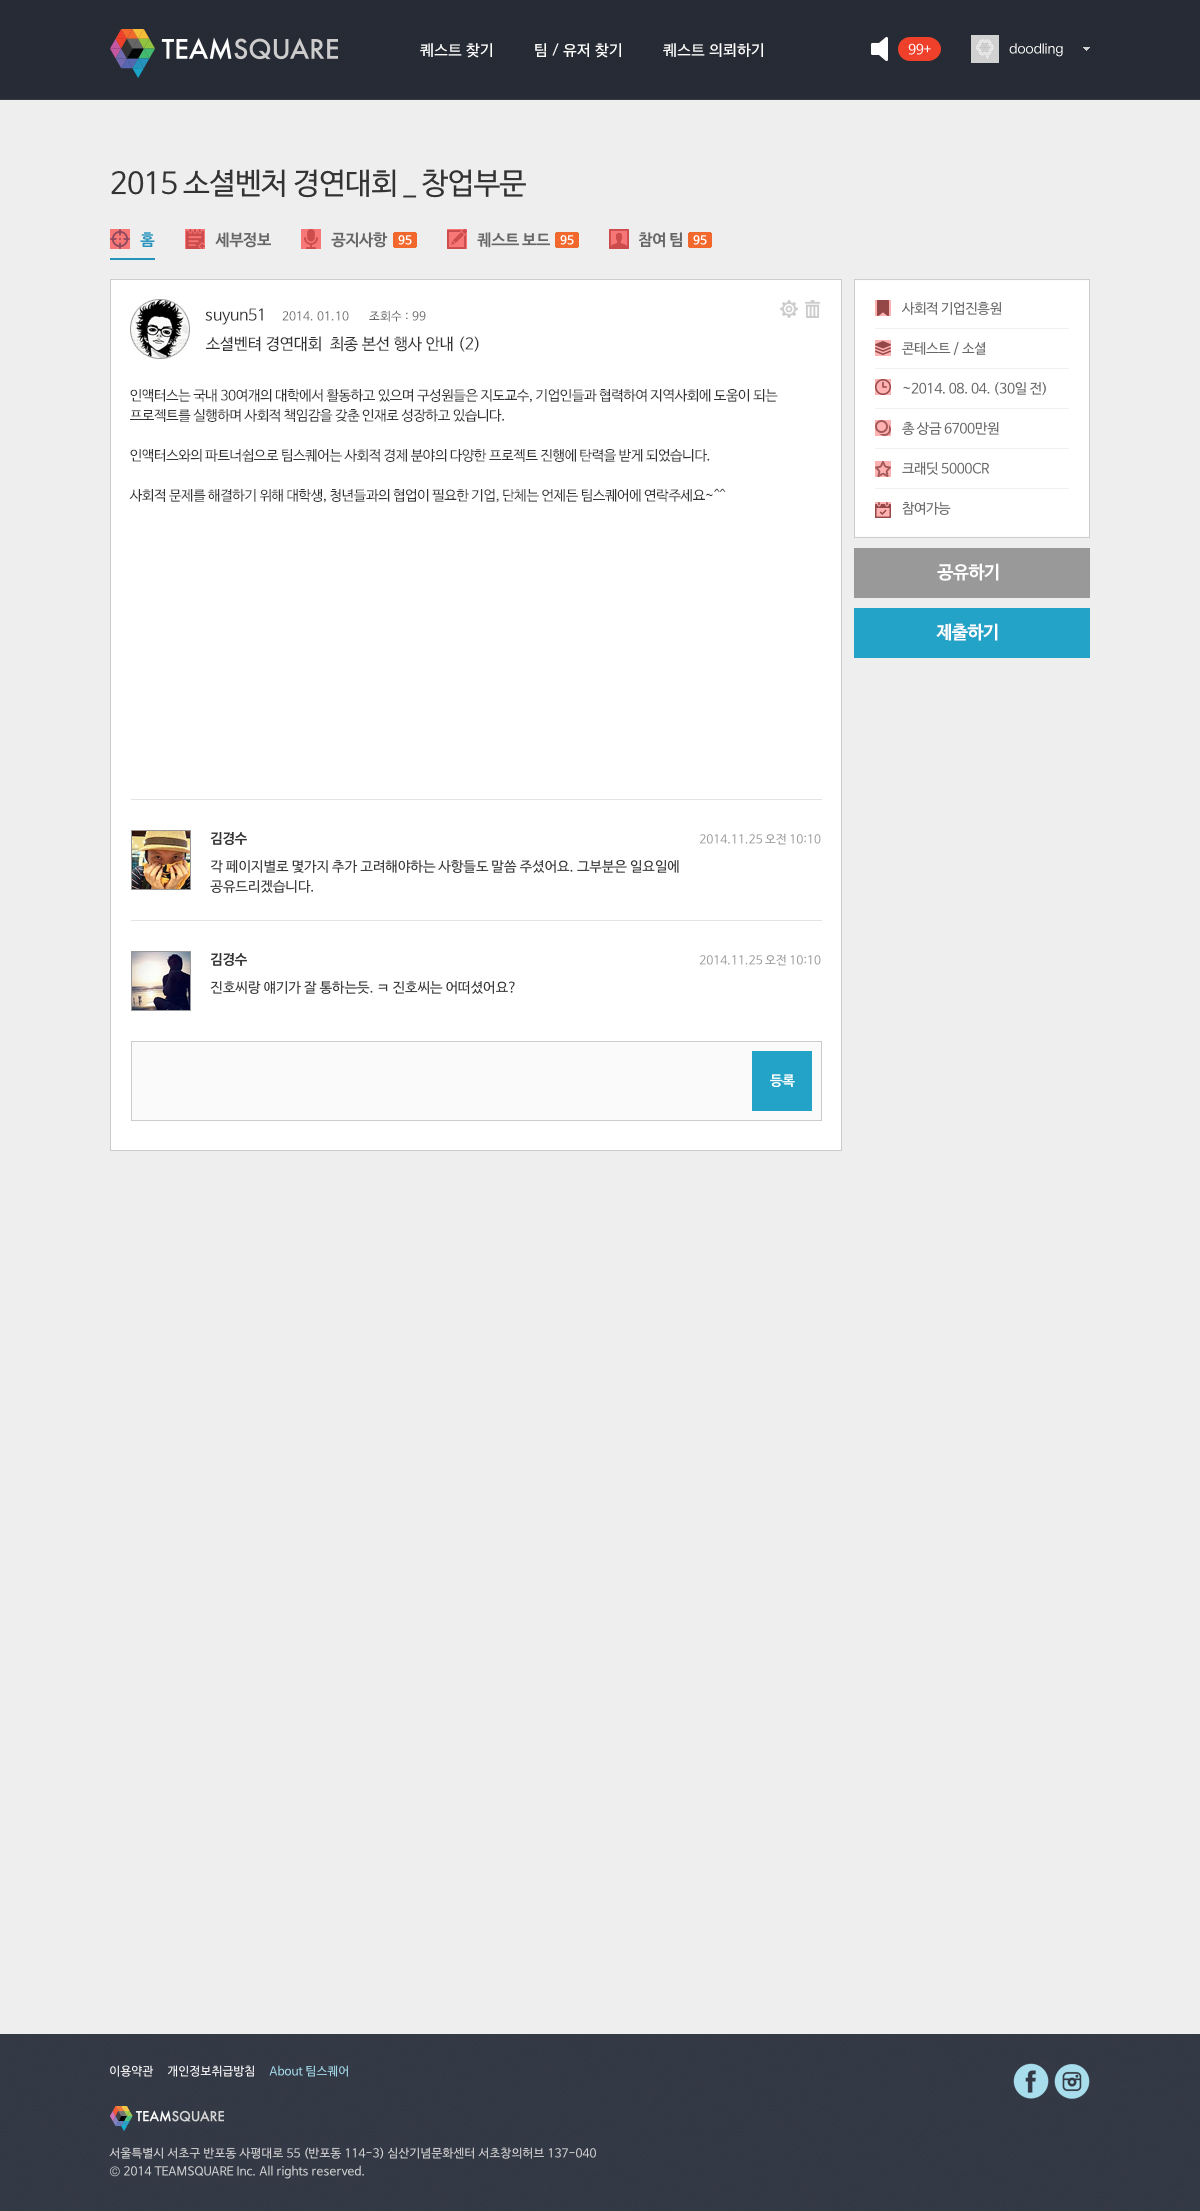 TEAMSQUARE
퀘스트 찾기
팀 / 유저 찾기
퀘스트 의뢰하기
99+
doodling
2015 소셜벤처 경연대회 _ 창업부문
홈
세부정보
공지사항 95
퀘스트 보드 95
참여 팀 95
suyun51 2014. 01.10 조회수 : 99
소셜벤텨 경연대회 최종 본선 행사 안내 (2)
인액터스는 국내 30여개의 대학에서 활동하고 있으며 구성원들은 지도교수, 기업인들과 협력하여 지역사회에 도움이 되는
프로젝트를 실행하며 사회적 책임감을 갖춘 인재로 성장하고 있습니다.
인액터스와의 파트너쉽으로 팀스퀘어는 사회적 경제 분야의 다양한 프로젝트 진행에 탄력을 받게 되었습니다.
사회적 문제를 해결하기 위해 대학생, 청년들과의 협업이 필요한 기업, 단체는 언제든 팀스퀘어에 연락주세요~^^
김경수 2014.11.25 오전 10:10
각 페이지별로 몇가지 추가 고려해야하는 사항들도 말씀 주셨어요. 그부분은 일요일에
공유드리겠습니다.
김경수 2014.11.25 오전 10:10
진호씨랑 얘기가 잘 통하는듯. ㅋ 진호씨는 어떠셨어요?
등록
사회적 기업진흥원
콘테스트 / 소셜
~2014. 08. 04. (30일 전)
총 상금 6700만원
크래딧 5000CR
참여가능
공유하기
제출하기
이용약관 개인정보취급방침 About 팀스퀘어
TEAMSQUARE
서울특별시 서초구 반포동 사평대로 55 (반포동 114-3) 심산기념문화센터 서초창의허브 137-040
© 2014 TEAMSQUARE Inc. All rights reserved.